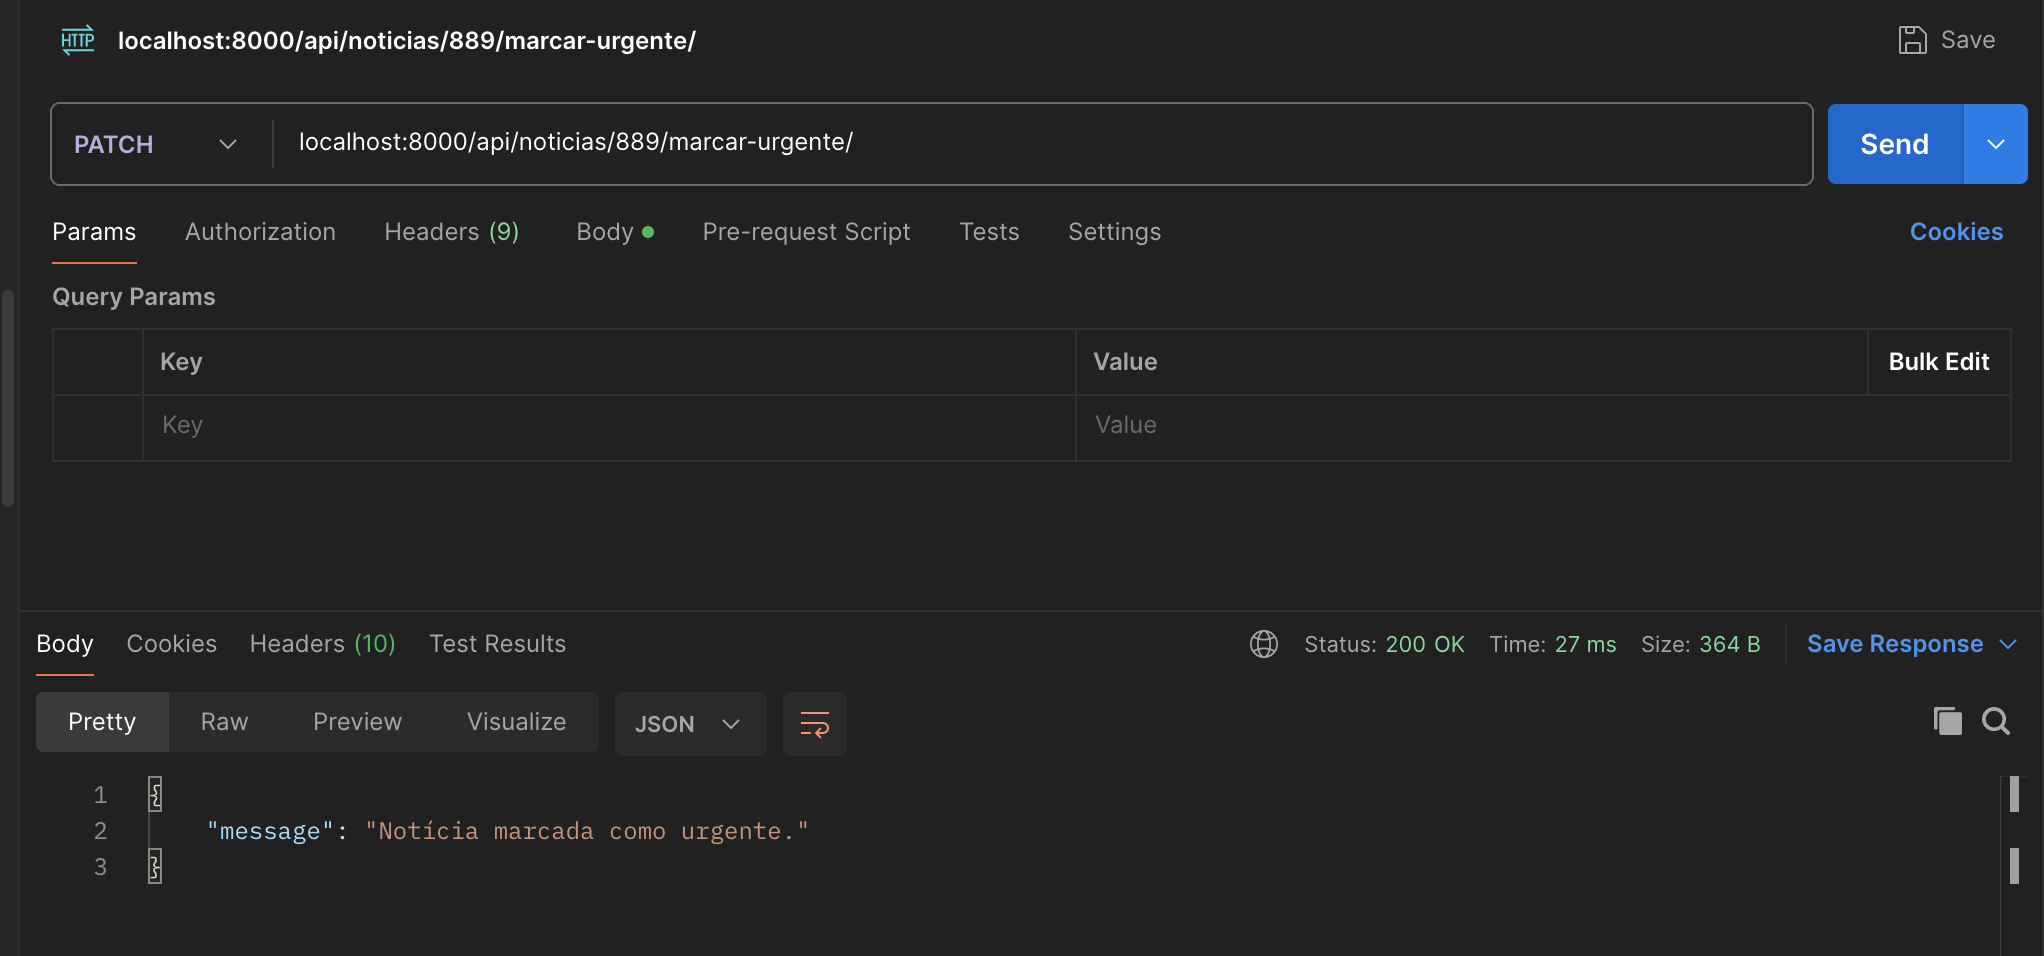 HTTP localhost:8000/api/noticias/889/marcar-urgente/ Save
PATCH localhost:8000/api/noticias/889/marcar-urgente/ Send
Params Authorization Headers (9) Body Pre-request Script Tests Settings Cookies
Query Params
Key Value Bulk Edit
Key Value
Body Cookies Headers (10) Test Results Status: 200 OK Time: 27 ms Size: 364 B Save Response
Pretty Raw Preview Visualize JSON
1 {
2 "message": "Notícia marcada como urgente."
3 }